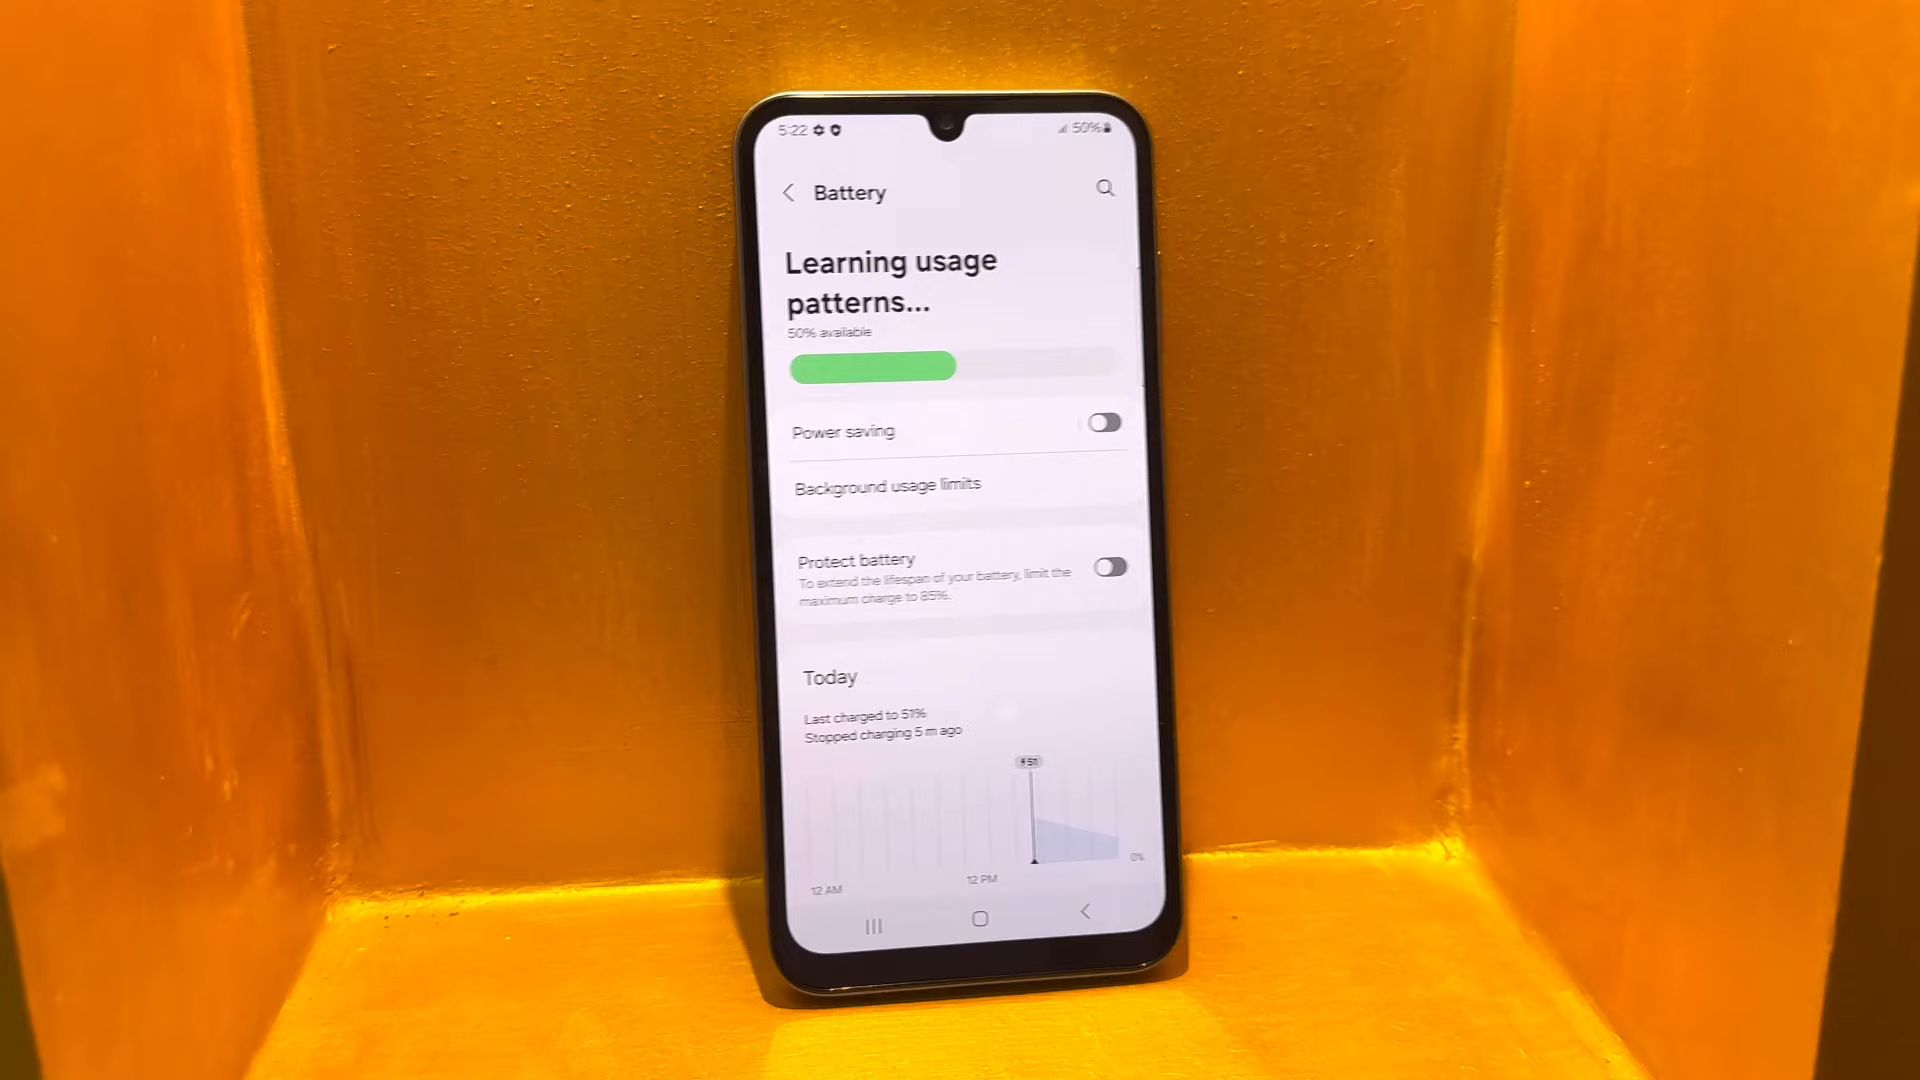 5:22
50%
Battery
Learning usage
patterns...
50% available
Power saving
Background usage limits
Protect battery
To extend the lifespan of your battery, limit the
maximum charge to 85%.
Today
Last charged to 51%
Stopped charging 5 m ago
51
0%
12 AM
12 PM